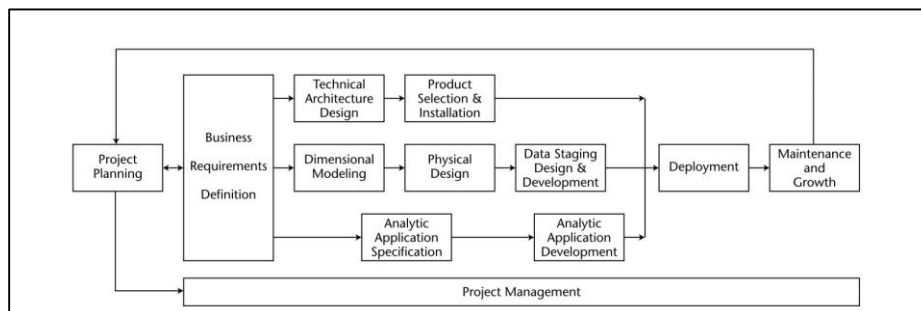 Technical
Architecture
Design
Product
Selection &
Installation
Business
Requirements
Definition
Project
Planning
Dimensional
Modeling
Physical
Design
Data Staging
Design &
Development
Deployment
Maintenance
and
Growth
Analytic
Application
Specification
Analytic
Application
Development
Project Management